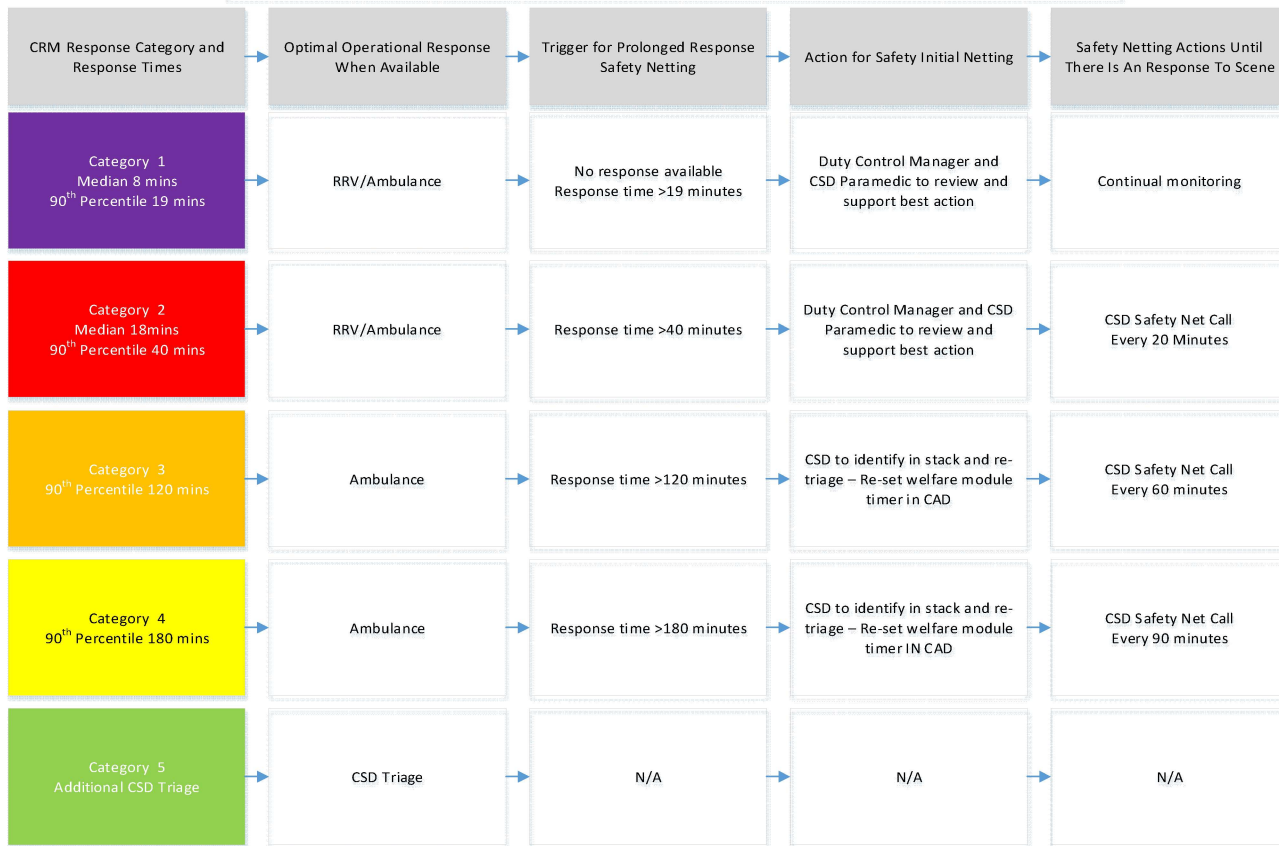 CRM Response Category and
Response Times
Optimal Operational Response
When Available
Trigger for Prolonged Response
Safety Netting
Action for Safety Initial Netting
Safety Netting Actions Until
There Is An Response To Scene
Category 1
Median 8 mins
90th Percentile 19 mins
RRV/Ambulance
No response available
Response time >19 minutes
Duty Control Manager and
CSD Paramedic to review and
support best action
Continual monitoring
Category 2
Median 18mins
90th Percentile 40 mins
RRV/Ambulance
Response time >40 minutes
Duty Control Manager and CSD
Paramedic to review and
support best action
CSD Safety Net Call
Every 20 Minutes
Category 3
90th Percentile 120 mins
Ambulance
Response time >120 minutes
CSD to identify in stack and re-
triage – Re-set welfare module
timer in CAD
CSD Safety Net Call
Every 60 minutes
Category 4
90th Percentile 180 mins
Ambulance
Response time >180 minutes
CSD to identify in stack and re-
triage – Re-set welfare module
timer IN CAD
CSD Safety Net Call
Every 90 minutes
Category 5
Additional CSD Triage
CSD Triage
N/A
N/A
N/A